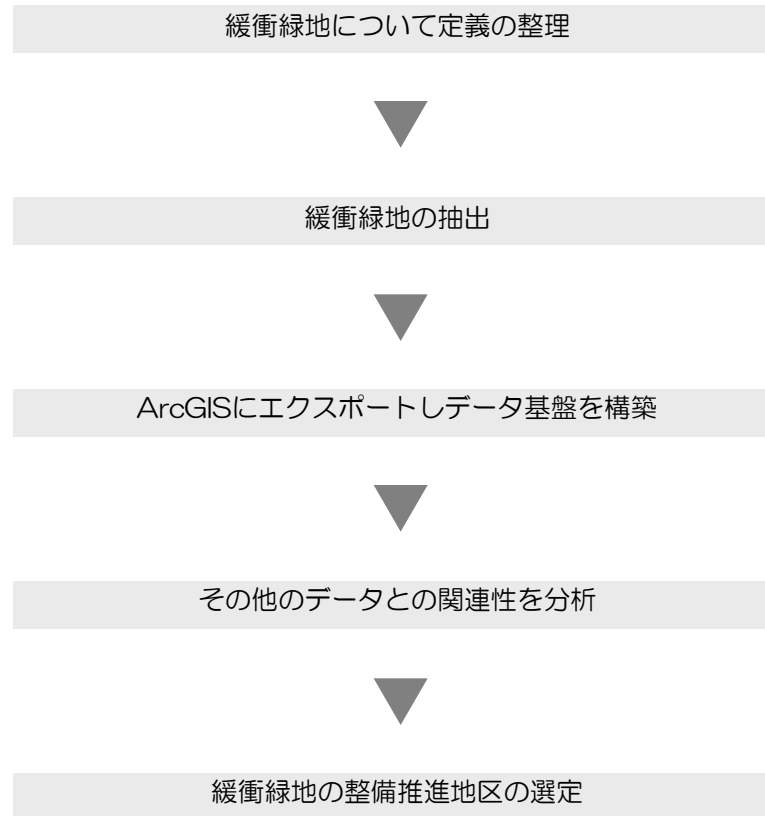 緩衝緑地について定義の整理
緩衝緑地の抽出
ArcGISにエクスポートしデータ基盤を構築
その他のデータとの関連性を分析
緩衝緑地の整備推進地区の選定